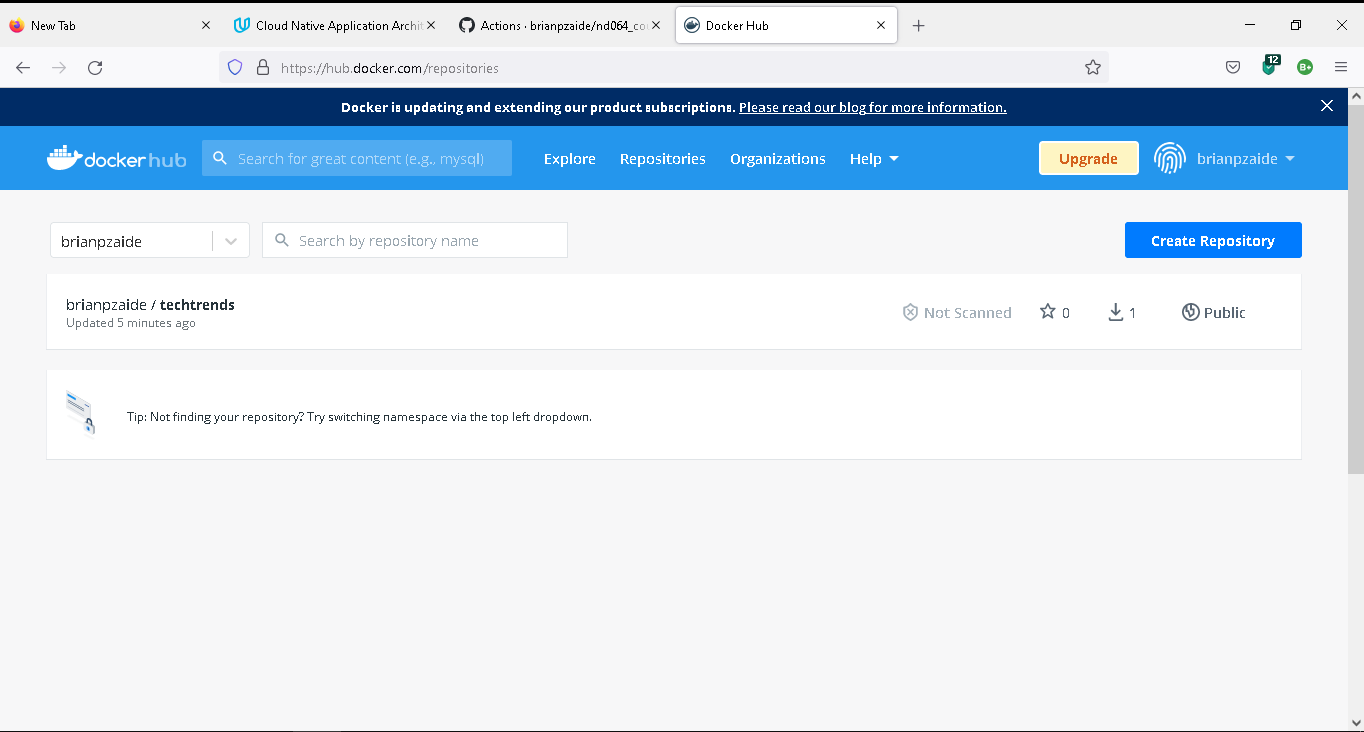 New Tab
Cloud Native Application Archit
Actions · brianpzaide/nd064_co
Docker Hub
https://hub.docker.com/repositories
12
B+
Docker is updating and extending our product subscriptions. Please read our blog for more information.
docker hub
Search for great content (e.g., mysql)
Explore
Repositories
Organizations
Help
Upgrade
brianpzaide
brianpzaide
Search by repository name
Create Repository
brianpzaide / techtrends
Updated 5 minutes ago
Not Scanned
0
1
Public
Tip: Not finding your repository? Try switching namespace via the top left dropdown.